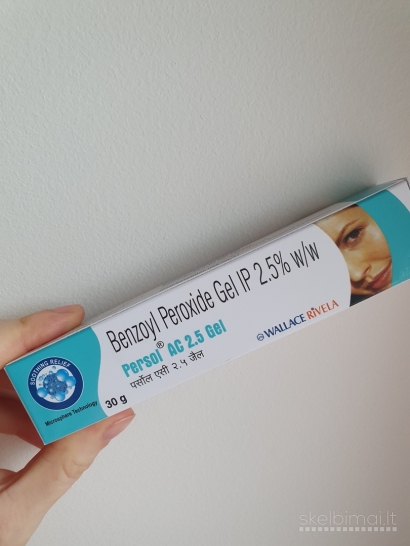 SOOTHING RELIEF
Microsphere Technology
Benzoyl Peroxide Gel IP 2.5% w/w
Persol® AC 2.5 Gel
पर्सोल एसी २.५ जैल
30 g
WALLACE RIVELA
skelbimai.lt